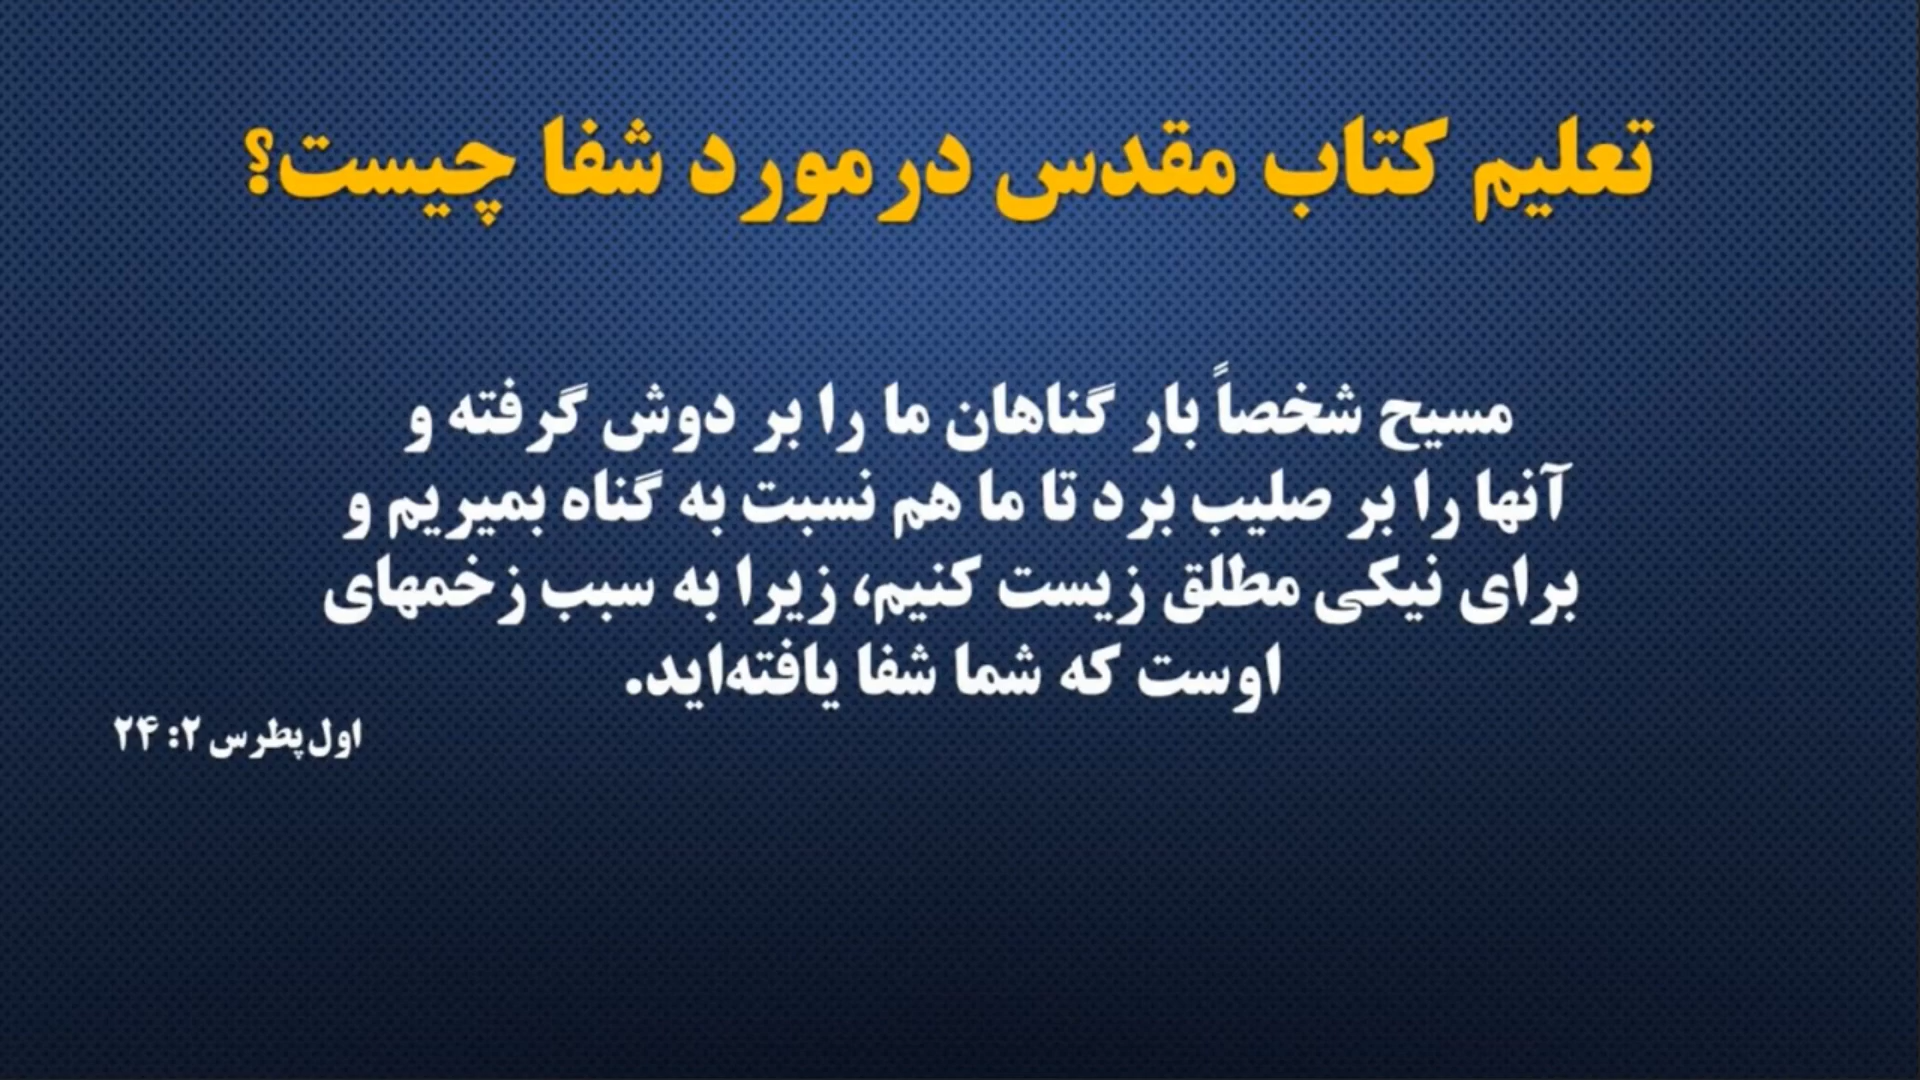 تعلیم کتاب مقدس در مورد شفا چیست؟
مسیح شخصاً بار گناهان ما را بر دوش گرفته و
آنها را بر صلیب برد تا ما هم نسبت به گناه بمیریم و
برای نیکی مطلق زیست کنیم، زیرا به سبب زخمهای
اوست که شما شفا یافته‌اید.
اول پطرس ۲: ۲۴